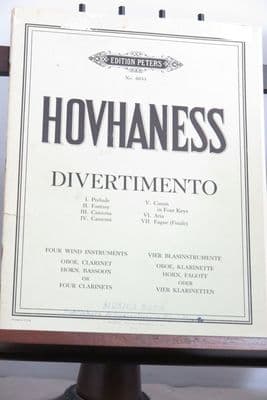 EDITION PETERS
HOVHANESS
DIVERTIMENTO
I. Prelude
II. Fantasy
III. Canzona
IV. Canzonet
V. Canon
in Four Keys
VI. Aria
VII. Fugue (Finale)
FOUR WIND INSTRUMENTS
OBOE, CLARINET
HORN, BASSOON
OR
FOUR CLARINETS
VIER BLASINSTRUMENTE
OBOE, KLARINETTE
HORN, FAGOTT
ODER
VIER KLARINETTEN